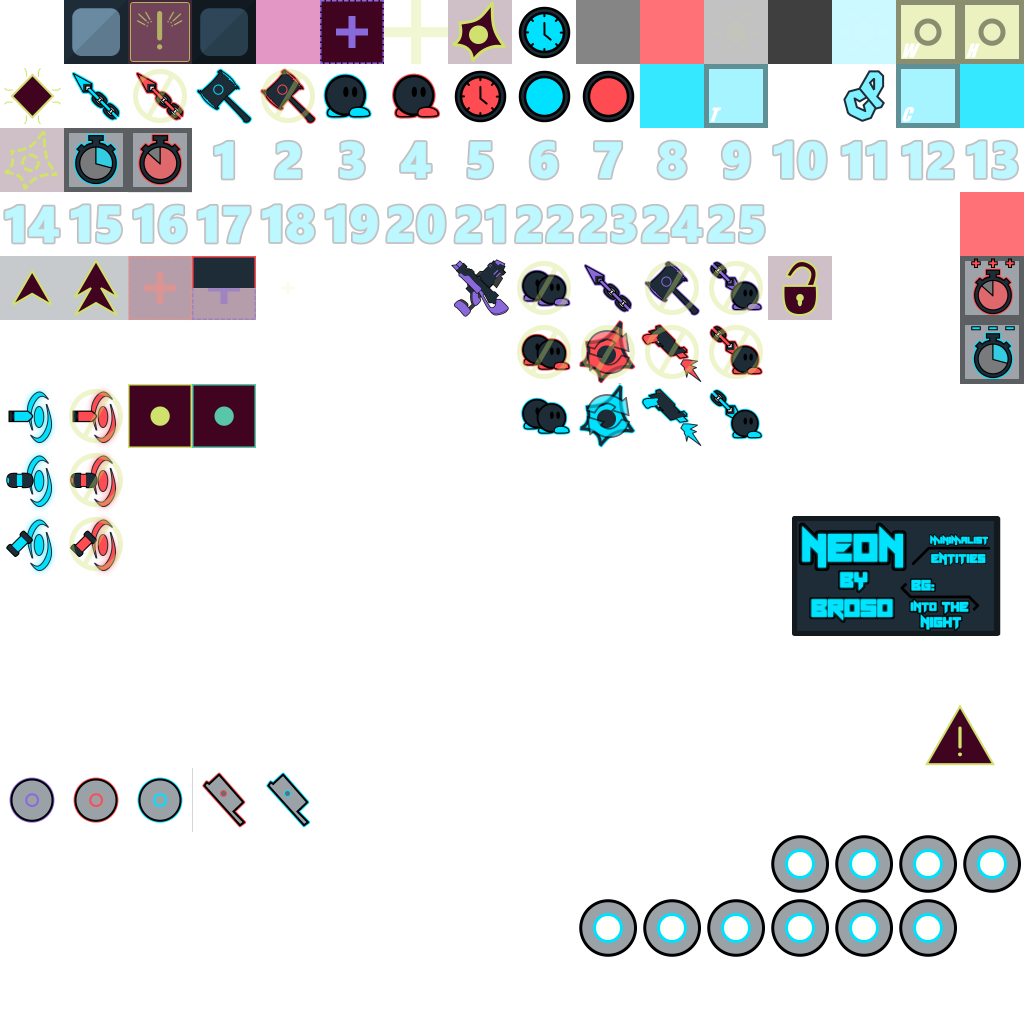 W H
T C
1 2 3 4 5 6 7 8 9 10 11 12 13
14 15 16 17 18 19 20 21 22 23 24 25
NEON
BY
BROSO
MINIMALIST
ENTITIES
BG:
INTO THE
NIGHT